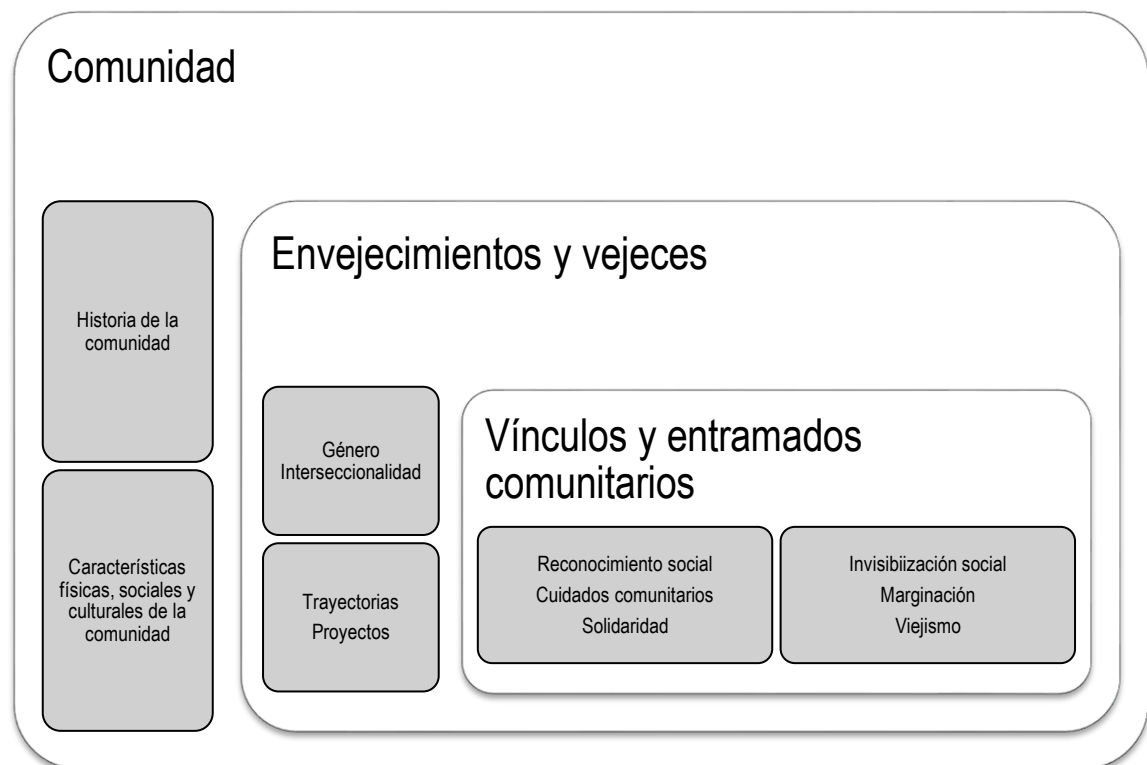 Comunidad
Historia de la
comunidad
Características
físicas, sociales y
culturales de la
comunidad
Envejecimientos y vejeces
Género
Interseccionalidad
Trayectorias
Proyectos
Vínculos y entramados
comunitarios
Reconocimiento social
Cuidados comunitarios
Solidaridad
Invisibiización social
Marginación
Viejismo